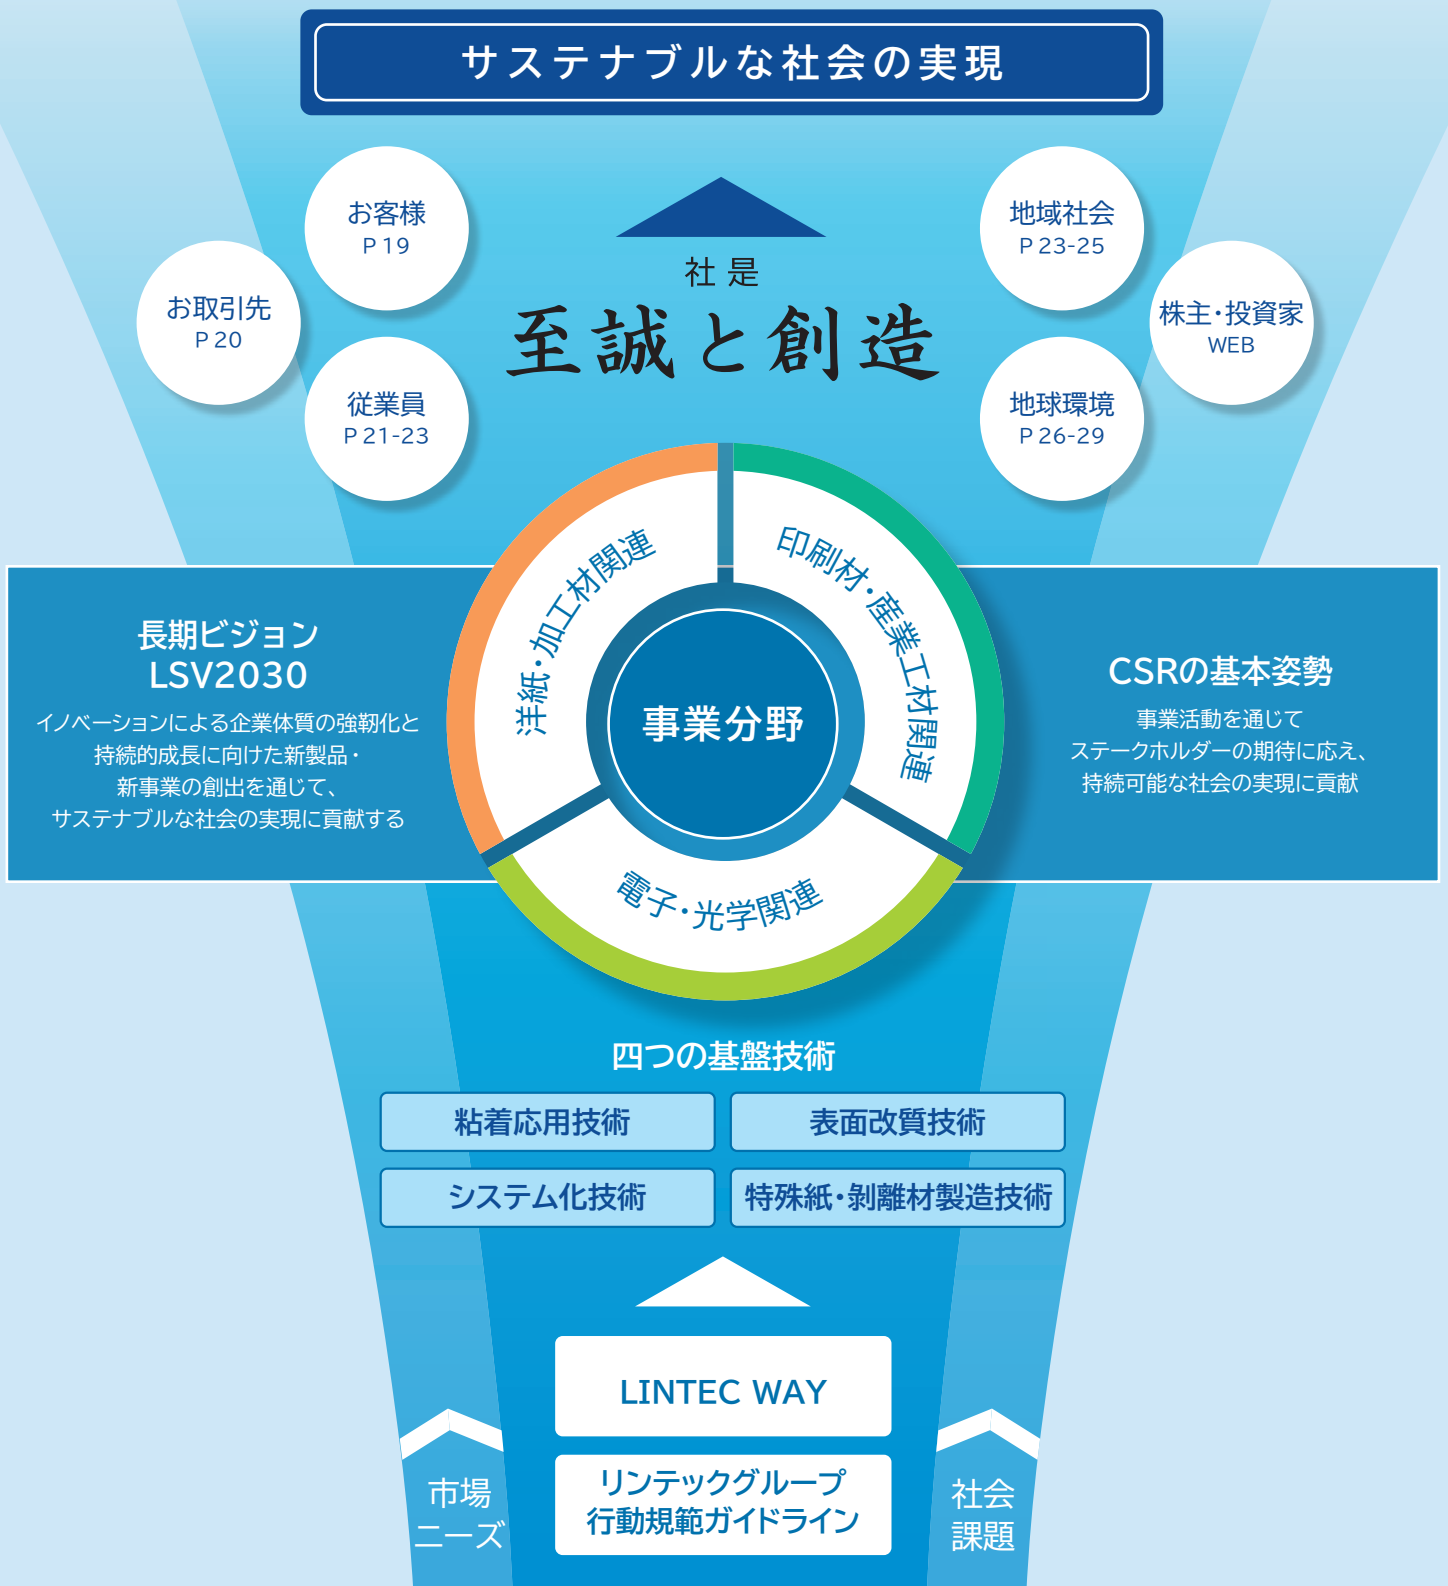 サステナブルな社会の実現
お客様
P 19
お取引先
P 20
従業員
P 21-23
地域社会
P 23-25
株主・投資家
WEB
地球環境
P 26-29
社是
至誠と創造
洋紙・加工材関連
印刷材・産業工材関連
電子・光学関連
事業分野
長期ビジョン
LSV2030
イノベーションによる企業体質の強靭化と
持続的成長に向けた新製品・
新事業の創出を通じて、
サステナブルな社会の実現に貢献する
CSRの基本姿勢
事業活動を通じて
ステークホルダーの期待に応え、
持続可能な社会の実現に貢献
四つの基盤技術
粘着応用技術
表面改質技術
システム化技術
特殊紙・剝離材製造技術
LINTEC WAY
リンテックグループ
行動規範ガイドライン
市場
ニーズ
社会
課題